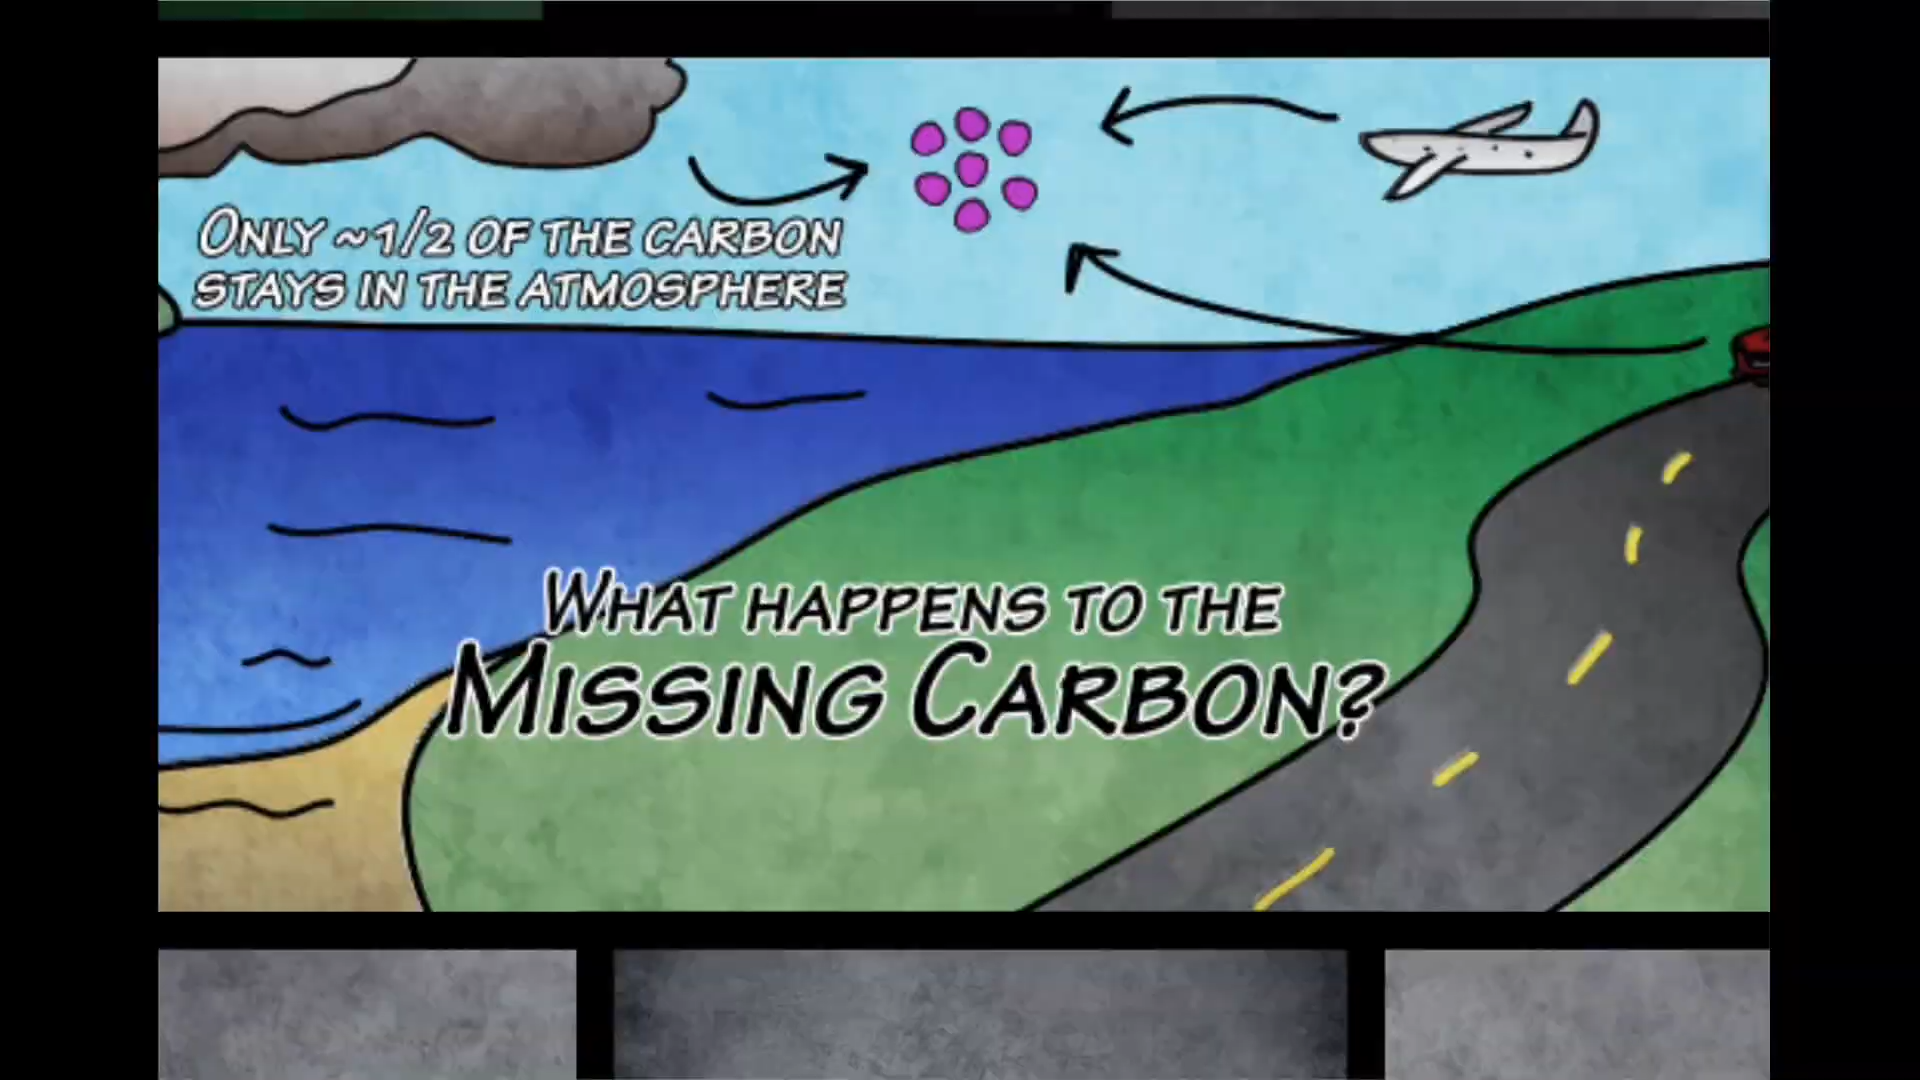 Only ~1/2 of the carbon
stays in the atmosphere
What happens to the
Missing Carbon?